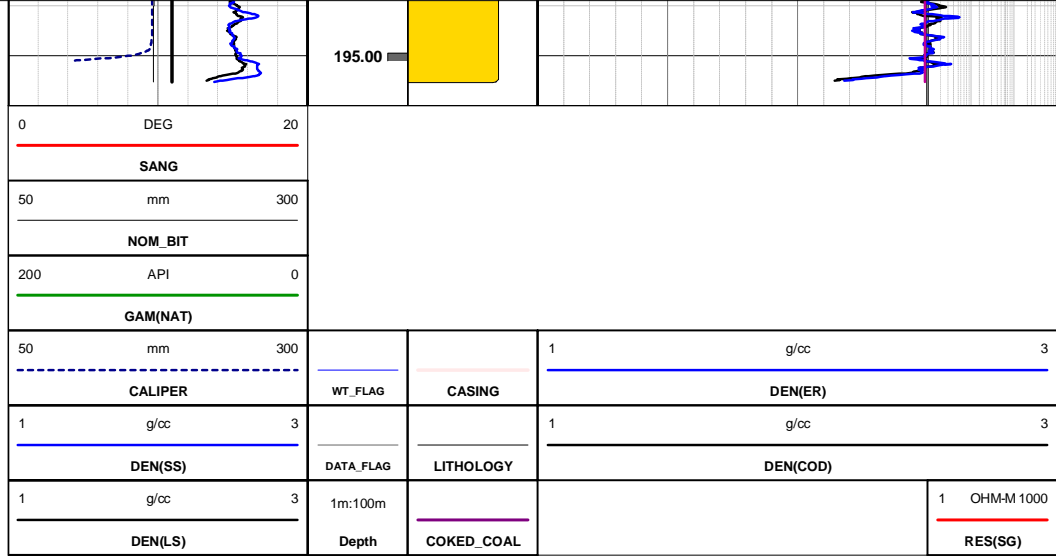 195.00
0 DEG 20
SANG
50 mm 300
NOM_BIT
200 API 0
GAM(NAT)
50 mm 300
CALIPER
WT_FLAG
CASING
1 g/cc 3
DEN(ER)
1 g/cc 3
DEN(SS)
DATA_FLAG
LITHOLOGY
1 g/cc 3
DEN(COD)
1 g/cc 3
DEN(LS)
1m:100m
Depth
COKED_COAL
1 OHM-M 1000
RES(SG)